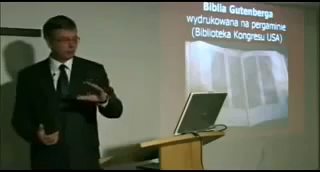 Biblia Gutenberga
wydrukowana na pergaminie
(Biblioteka Kongresu USA)